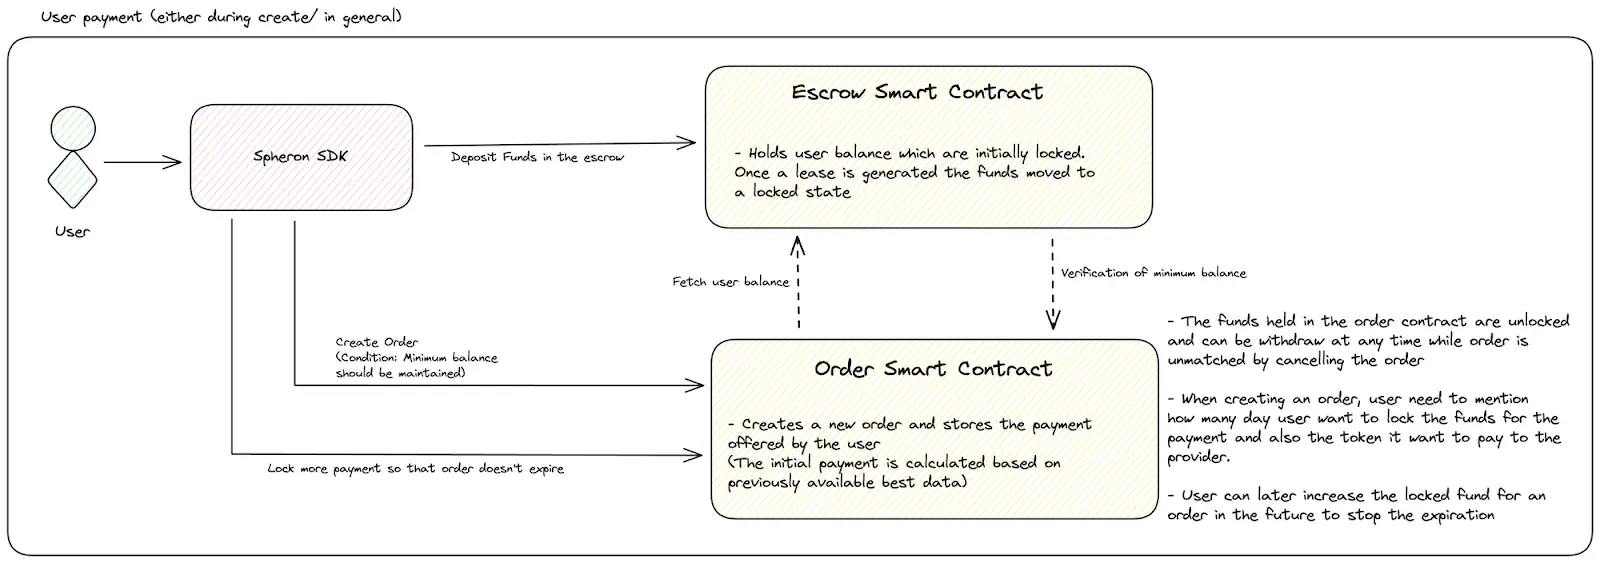 User payment (either during create/ in general)
User
Spheron SDK
Deposit Funds in the escrow
Escrow Smart Contract
- Holds user balance which are initially locked.
Once a lease is generated the funds moved to
a locked state
Fetch user balance
Verification of minimum balance
Create Order
(Condition: Minimum balance
should be maintained)
Lock more payment so that order doesn't expire
Order Smart Contract
- Creates a new order and stores the payment
offered by the user
(The initial payment is calculated based on
previously available best data)
- The funds held in the order contract are unlocked
and can be withdraw at any time while order is
unmatched by cancelling the order
- When creating an order, user need to mention
how many day user want to lock the funds for the
payment and also the token it want to pay to the
provider.
- User can later increase the locked fund for an
order in the future to stop the expiration